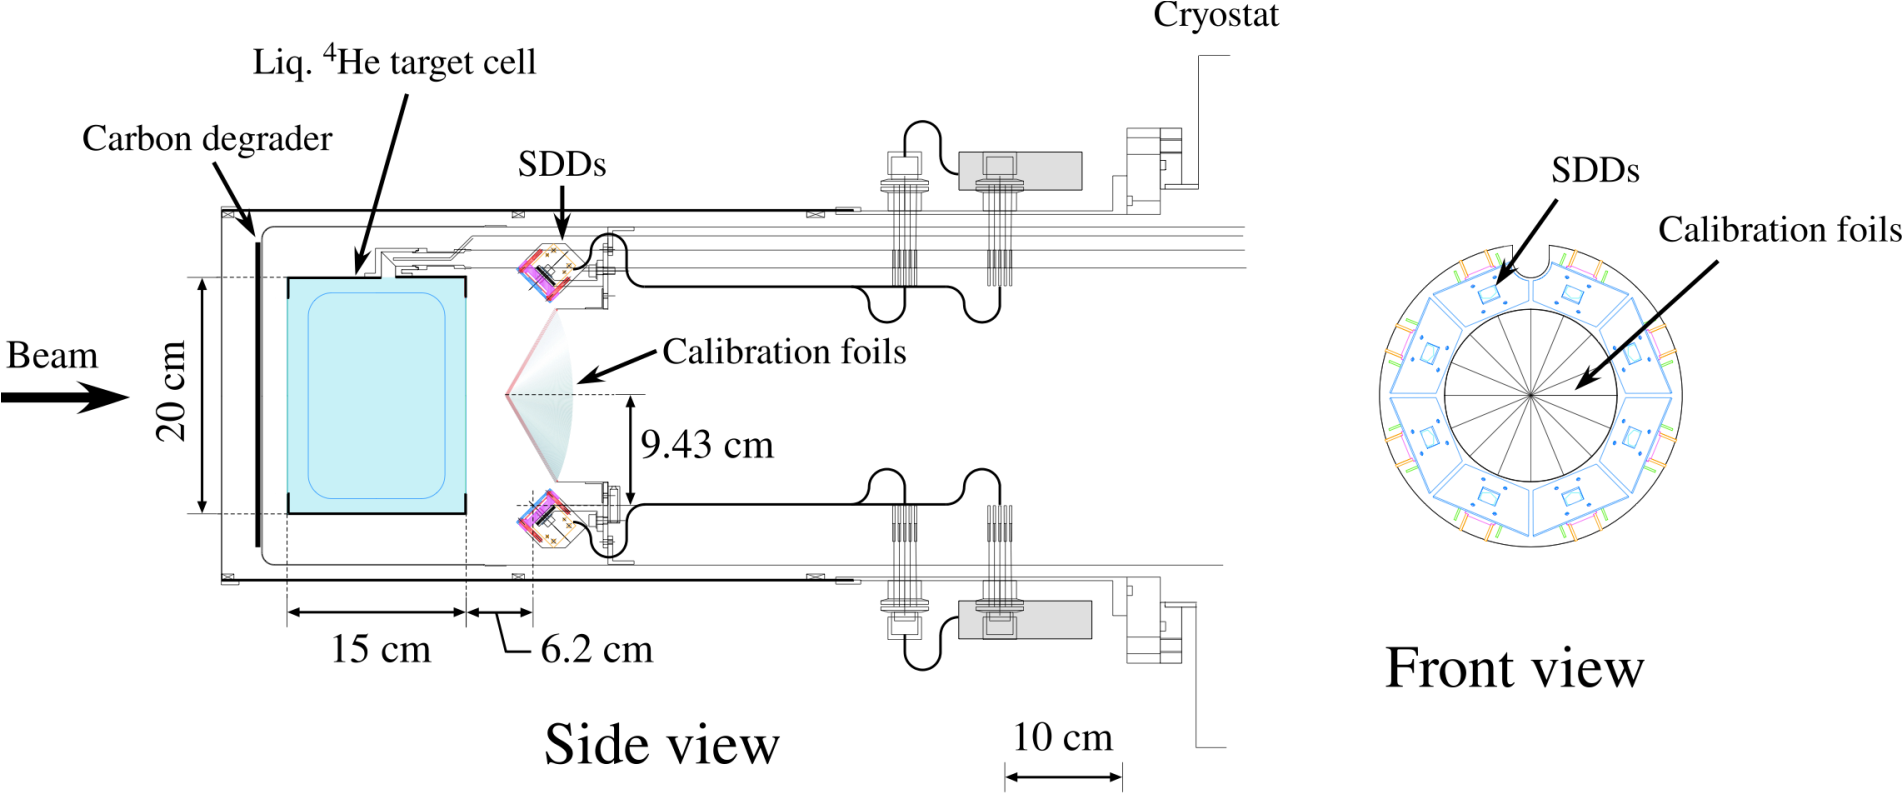 Cryostat
Liq. ⁴He target cell
Carbon degrader
SDDs
SDDs
Calibration foils
Beam
20 cm
Calibration foils
9.43 cm
15 cm
6.2 cm
Front view
Side view
10 cm